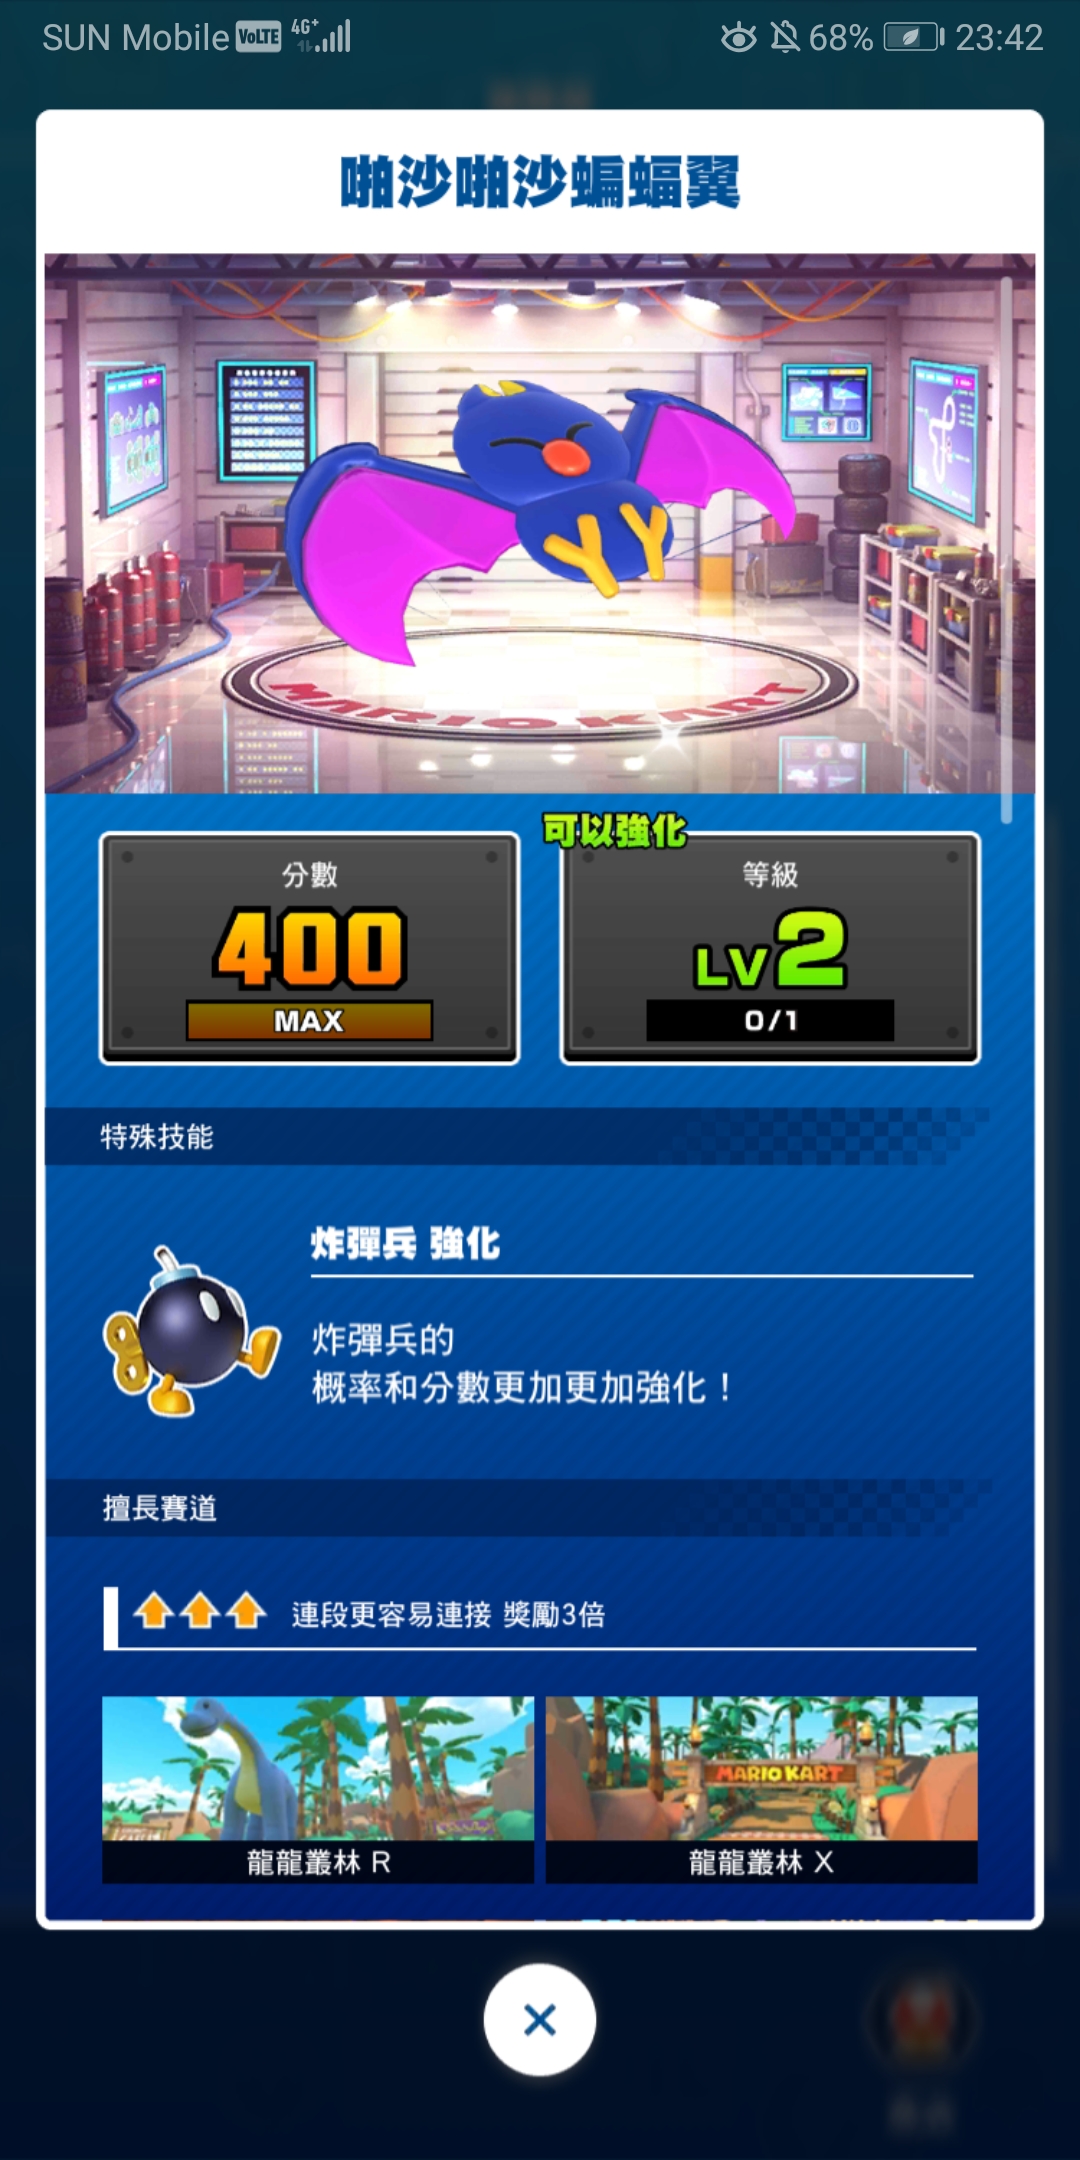 SUN Mobile VoLTE 4G+ 68% 23:42
啪沙啪沙蝙蝠翼
MARIO KART
可以強化
分數
400
MAX
等級
LV2
0/1
特殊技能
炸彈兵 強化
炸彈兵的
概率和分數更加更加強化！
擅長賽道
連段更容易連接 獎勵3倍
MARIO KART
龍龍叢林 R
龍龍叢林 X